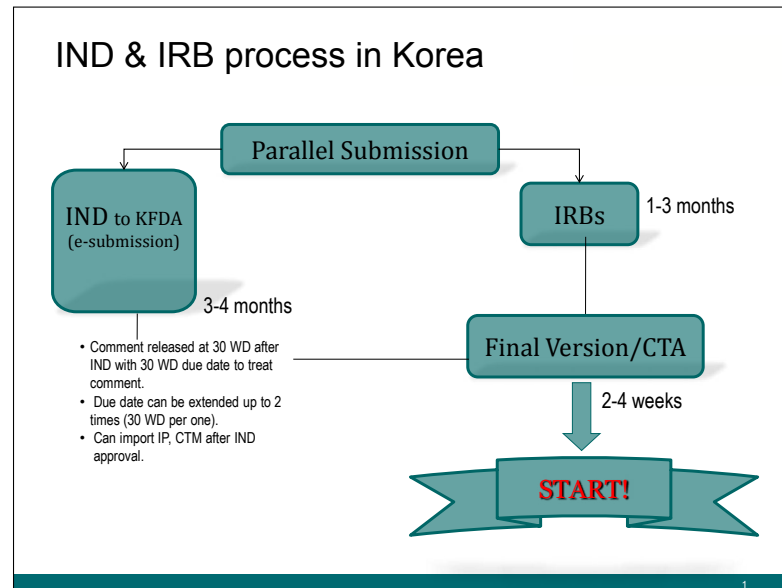 IND & IRB process in Korea
Parallel Submission
IND to KFDA
(e-submission)
3-4 months
IRBs
1-3 months
• Comment released at 30 WD after
IND with 30 WD due date to treat
comment.
• Due date can be extended up to 2
times (30 WD per one).
• Can import IP, CTM after IND
approval.
Final Version/CTA
2-4 weeks
START!
1